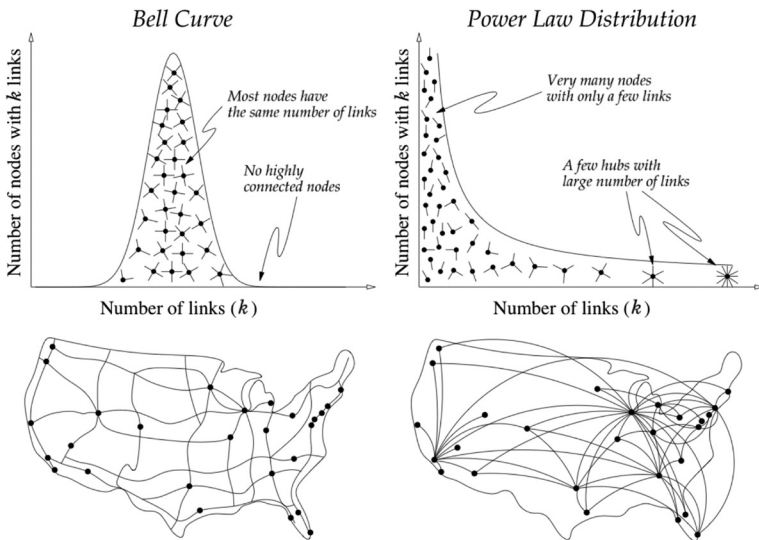 Bell Curve
Number of nodes with k links
Most nodes have
the same number of links
No highly
connected nodes
Number of links (k)
Power Law Distribution
Number of nodes with k links
Very many nodes
with only a few links
A few hubs with
large number of links
Number of links (k)